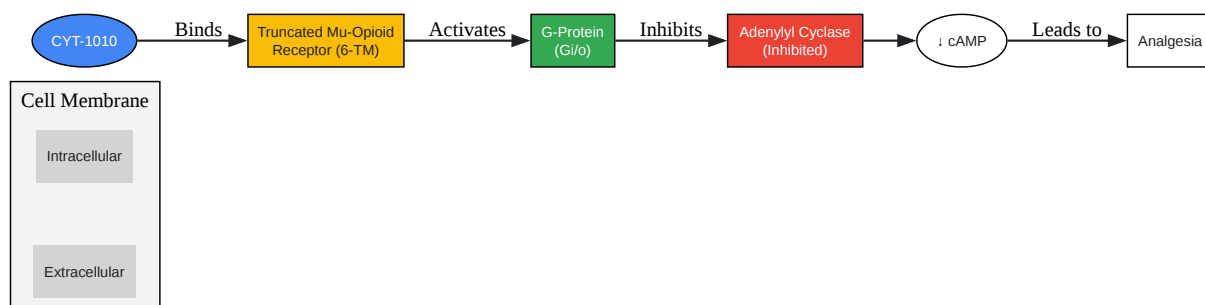 CYT-1010
Binds
Truncated Mu-Opioid
Receptor (6-TM)
Activates
G-Protein
(Gi/o)
Inhibits
Adenylyl Cyclase
(Inhibited)
↓ cAMP
Leads to
Analgesia
Cell Membrane
Intracellular
Extracellular